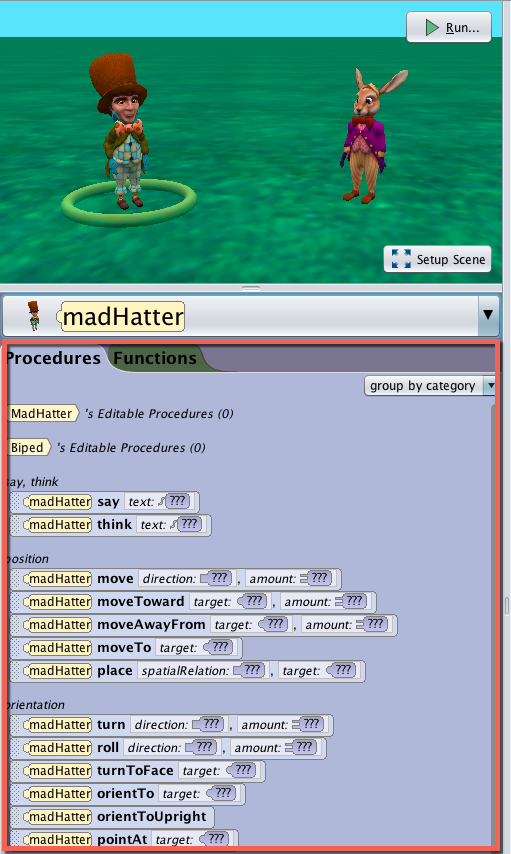 Run...
Setup Scene
madHatter
Procedures Functions
group by category
MadHatter 's Editable Procedures (0)
Biped 's Editable Procedures (0)
say, think
madHatter say text: ???
madHatter think text: ???
position
madHatter move direction: ??? , amount: ???
madHatter moveToward target: ??? , amount: ???
madHatter moveAwayFrom target: ??? , amount: ???
madHatter moveTo target: ???
madHatter place spatialRelation: ??? , target: ???
orientation
madHatter turn direction: ??? , amount: ???
madHatter roll direction: ??? , amount: ???
madHatter turnToFace target: ???
madHatter orientTo target: ???
madHatter orientToUpright
madHatter pointAt target: ???